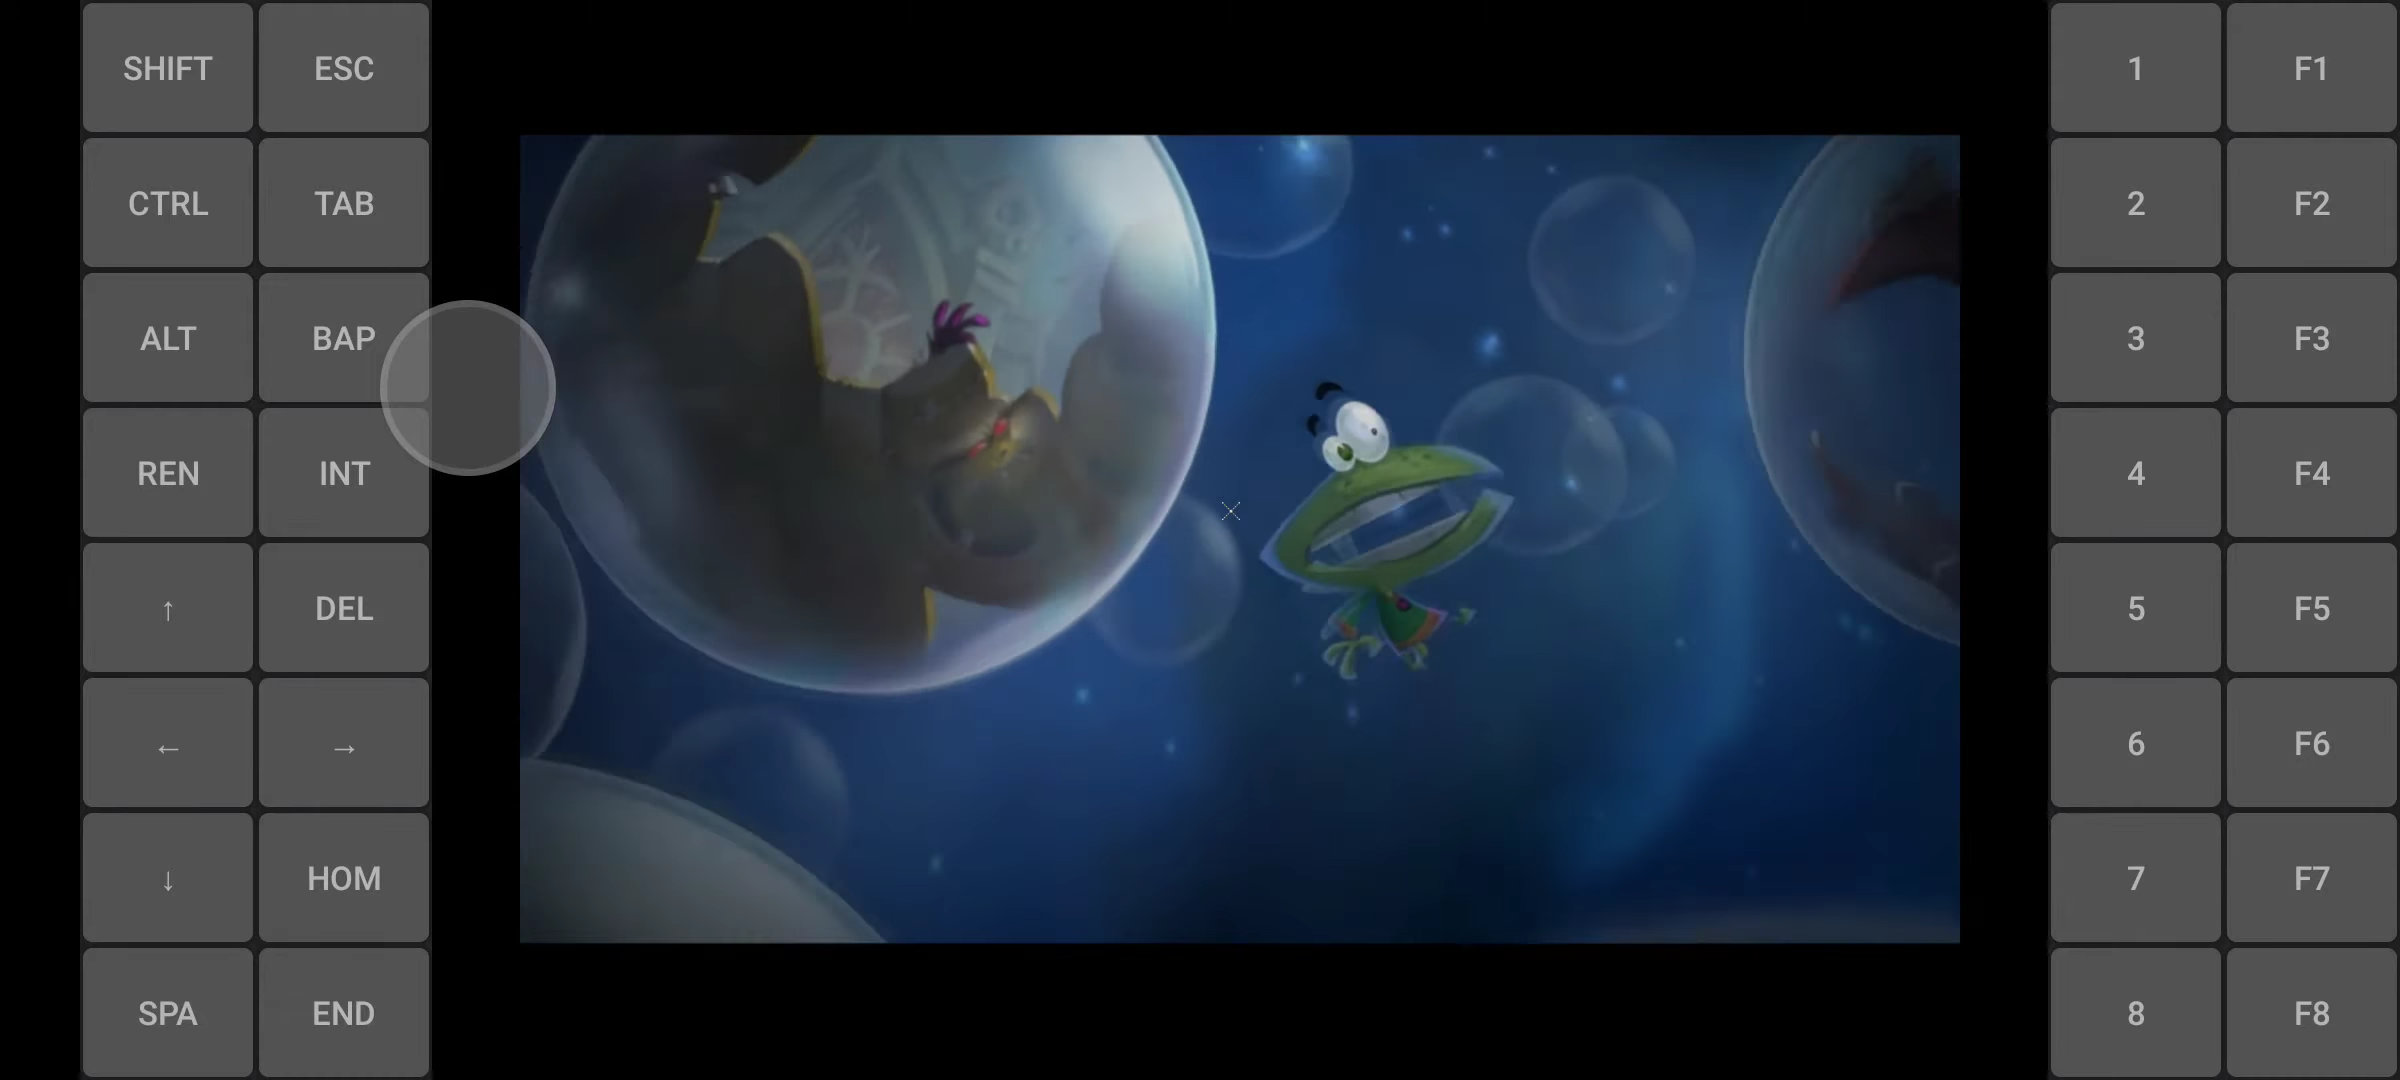 SHIFT ESC 1 F1
CTRL TAB 2 F2
ALT BAP 3 F3
REN INT 4 F4
↑ DEL 5 F5
← → 6 F6
↓ HOM 7 F7
SPA END 8 F8